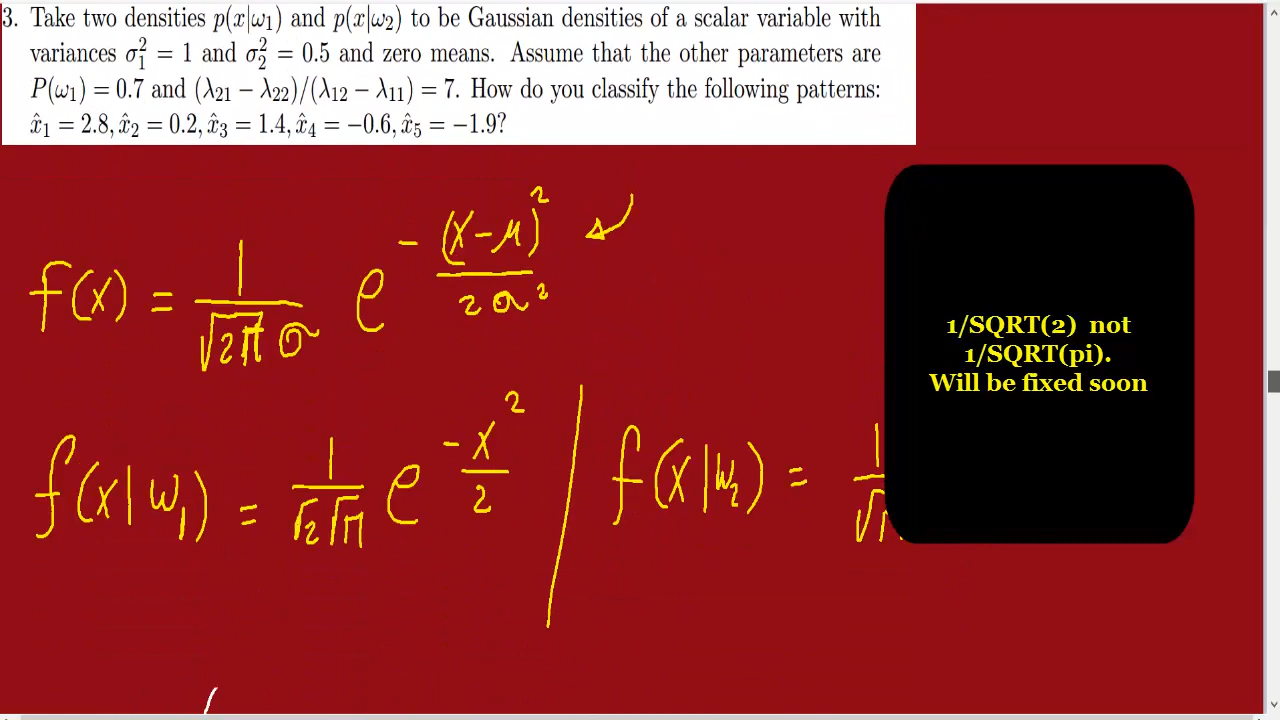 3. Take two densities p(x|ω₁) and p(x|ω₂) to be Gaussian densities of a scalar variable with
variances σ₁² = 1 and σ₂² = 0.5 and zero means. Assume that the other parameters are
P(ω₁) = 0.7 and (λ₂₁ − λ₂₂)/(λ₁₂ − λ₁₁) = 7. How do you classify the following patterns:
x̂₁ = 2.8, x̂₂ = 0.2, x̂₃ = 1.4, x̂₄ = −0.6, x̂₅ = −1.9?
f(x) = 1/(√2π σ) e^(−(x−μ)²/(2σ²))
1/SQRT(2) not
1/SQRT(pi).
Will be fixed soon
f(x|w₁) = 1/(√2√π) e^(−x²/2) | f(x|w₂) = 1/√π